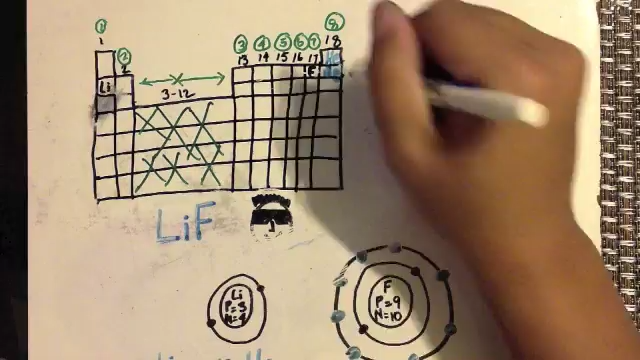 ① ⑧
1 18
② ③ ④ ⑤ ⑥ ⑦
2 13 14 15 16 17
Li 3-12 F He
LiF
Li F
P=3 P=9
N=4 N=10